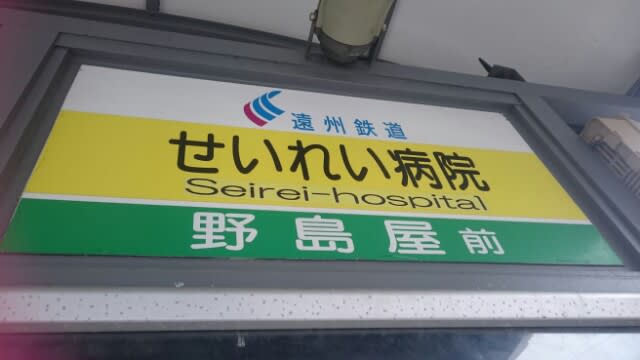 遠州鉄道
せいれい病院
Seirei-hospital
野島屋前